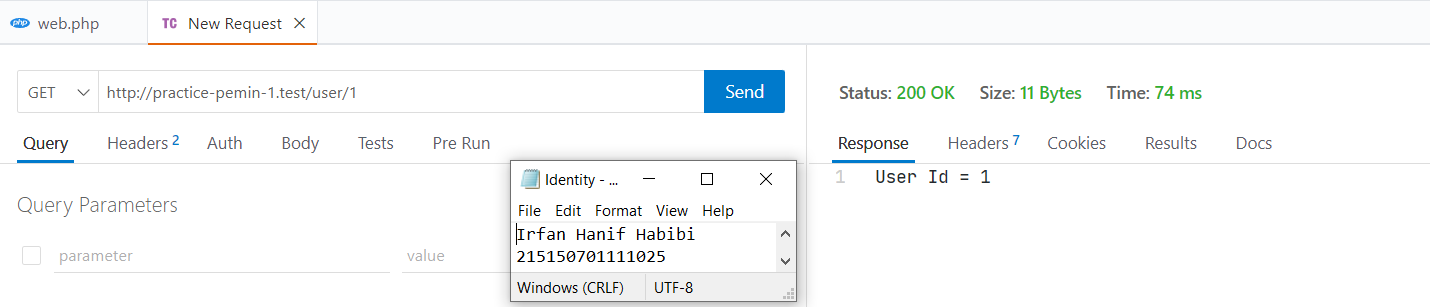 php web.php
TC New Request
GET http://practice-pemin-1.test/user/1 Send
Status: 200 OK Size: 11 Bytes Time: 74 ms
Query Headers 2 Auth Body Tests Pre Run
Response Headers 7 Cookies Results Docs
1 User Id = 1
Query Parameters
parameter value
Identity - ...
File Edit Format View Help
Irfan Hanif Habibi
215150701111025
Windows (CRLF) UTF-8